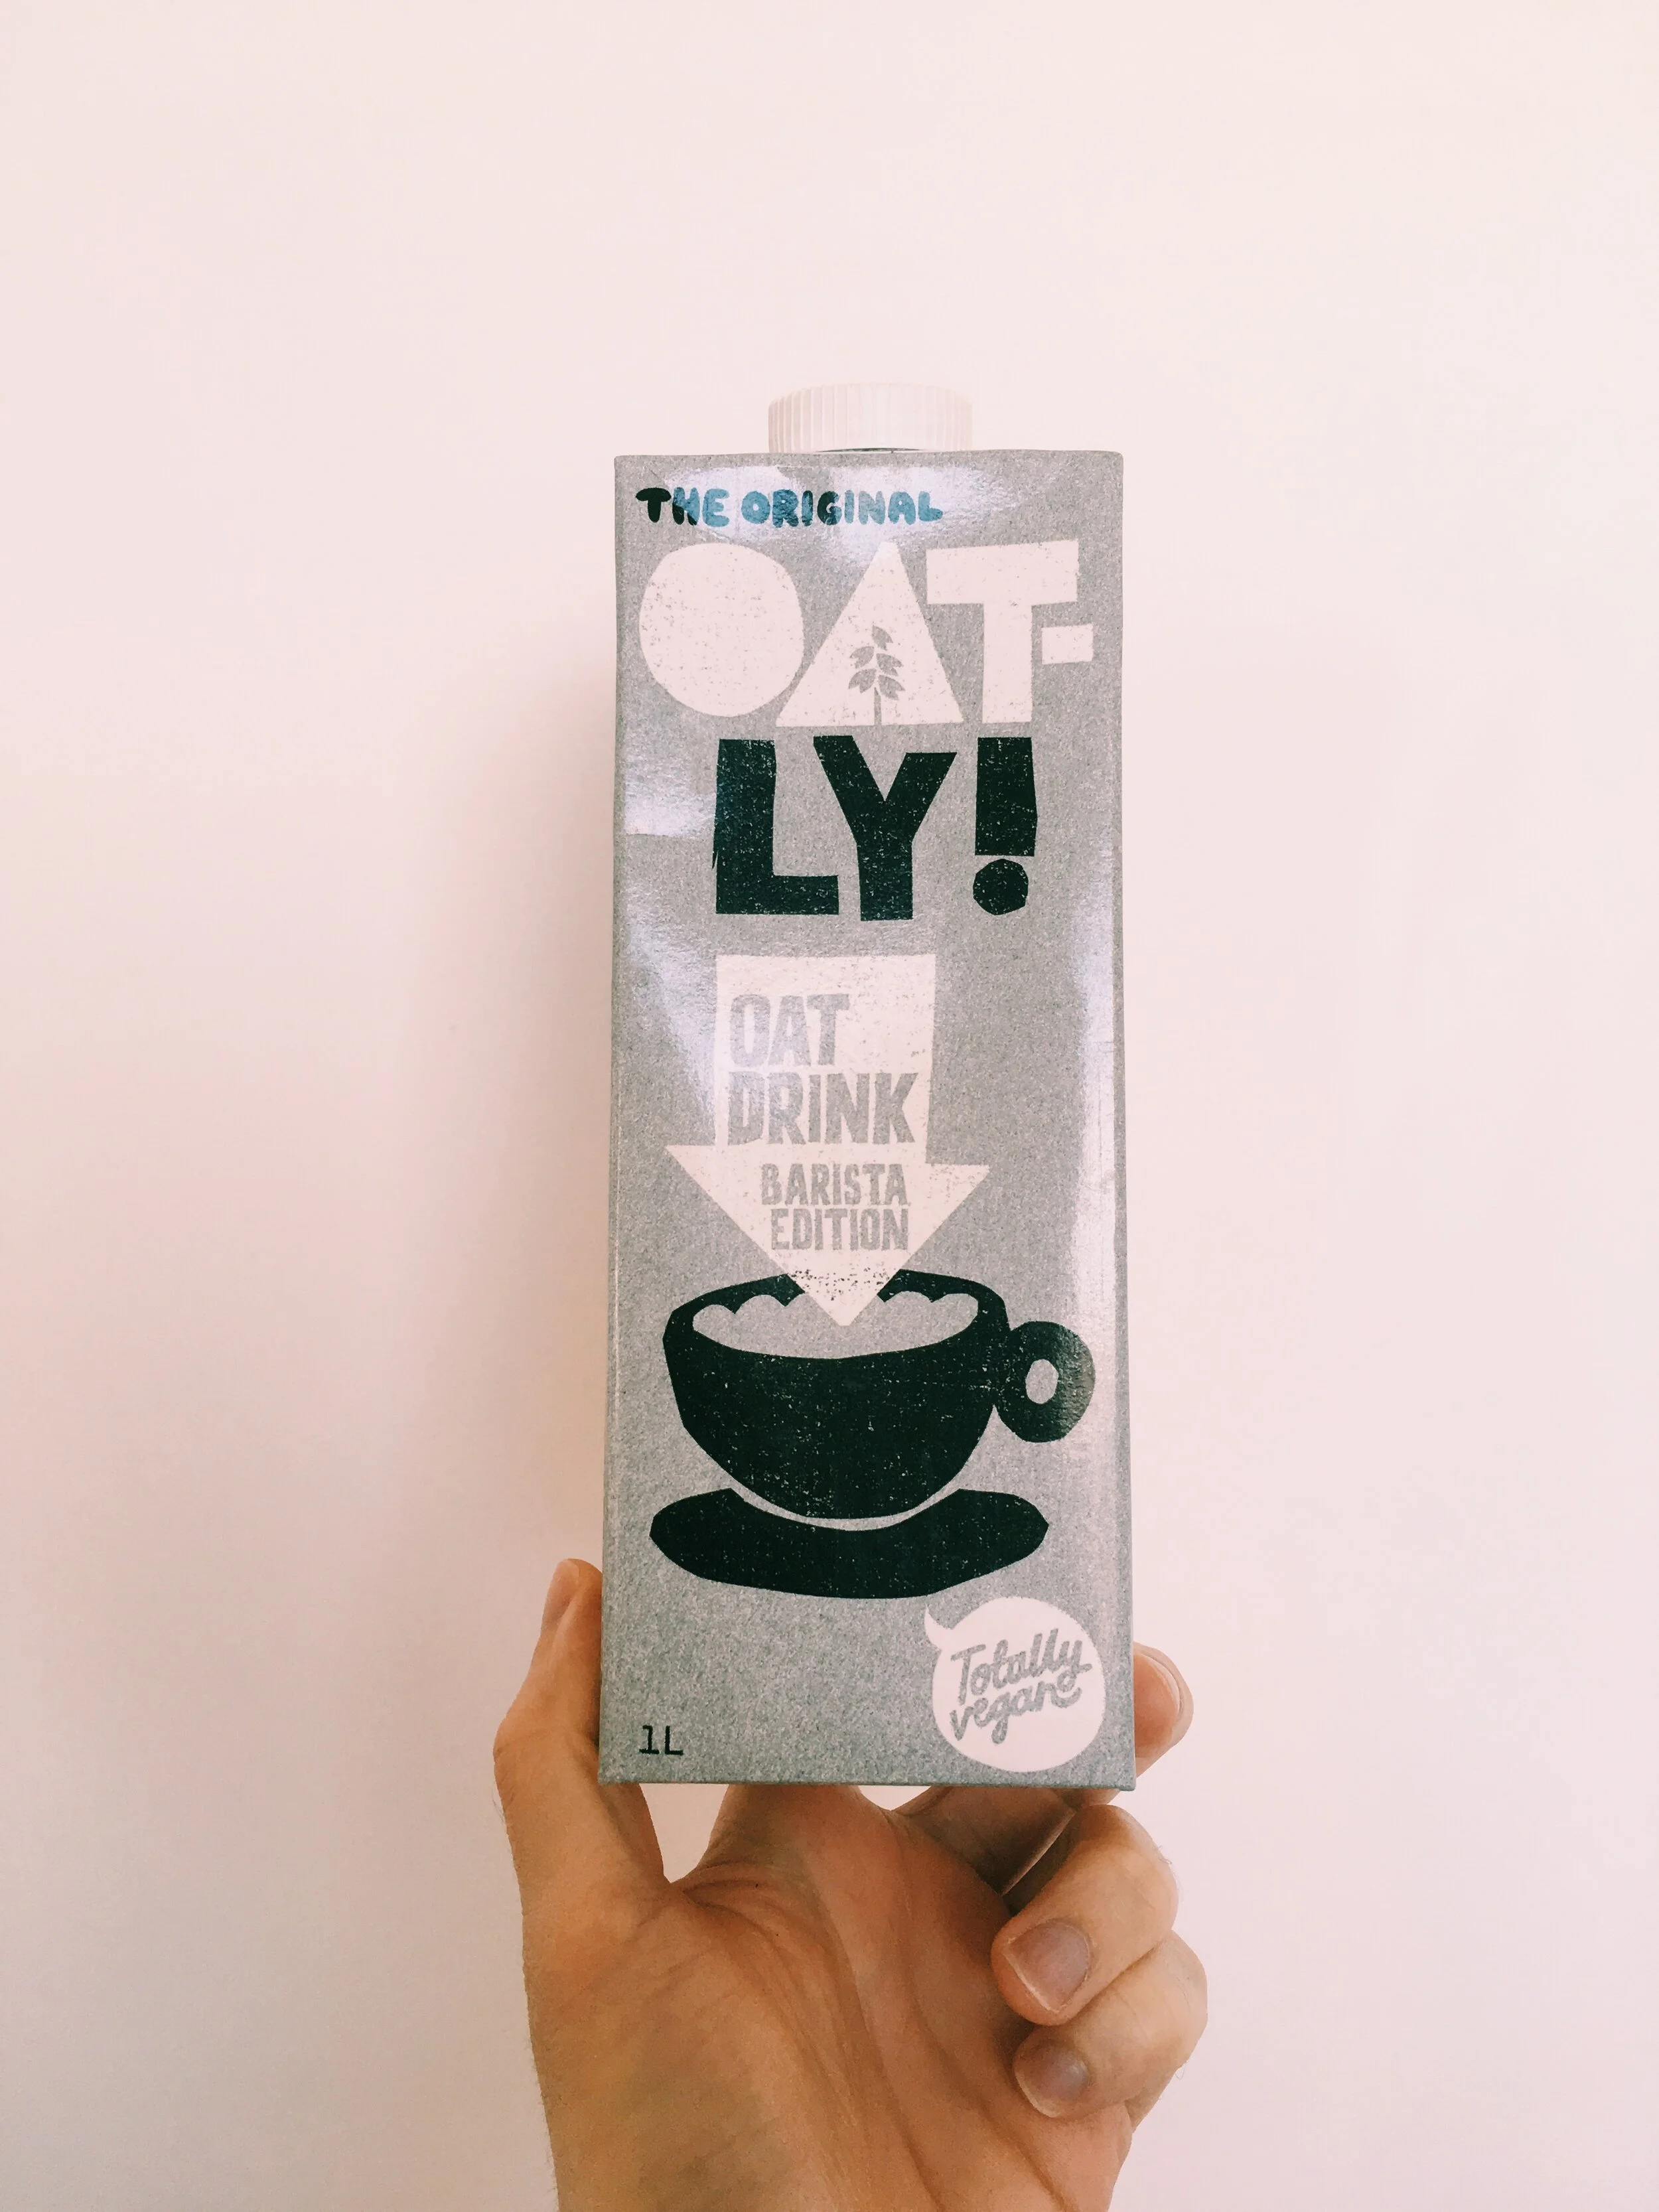 THE ORIGINAL
OAT-
LY!
OAT
DRINK
BARISTA
EDITION
Totally
vegan
1L